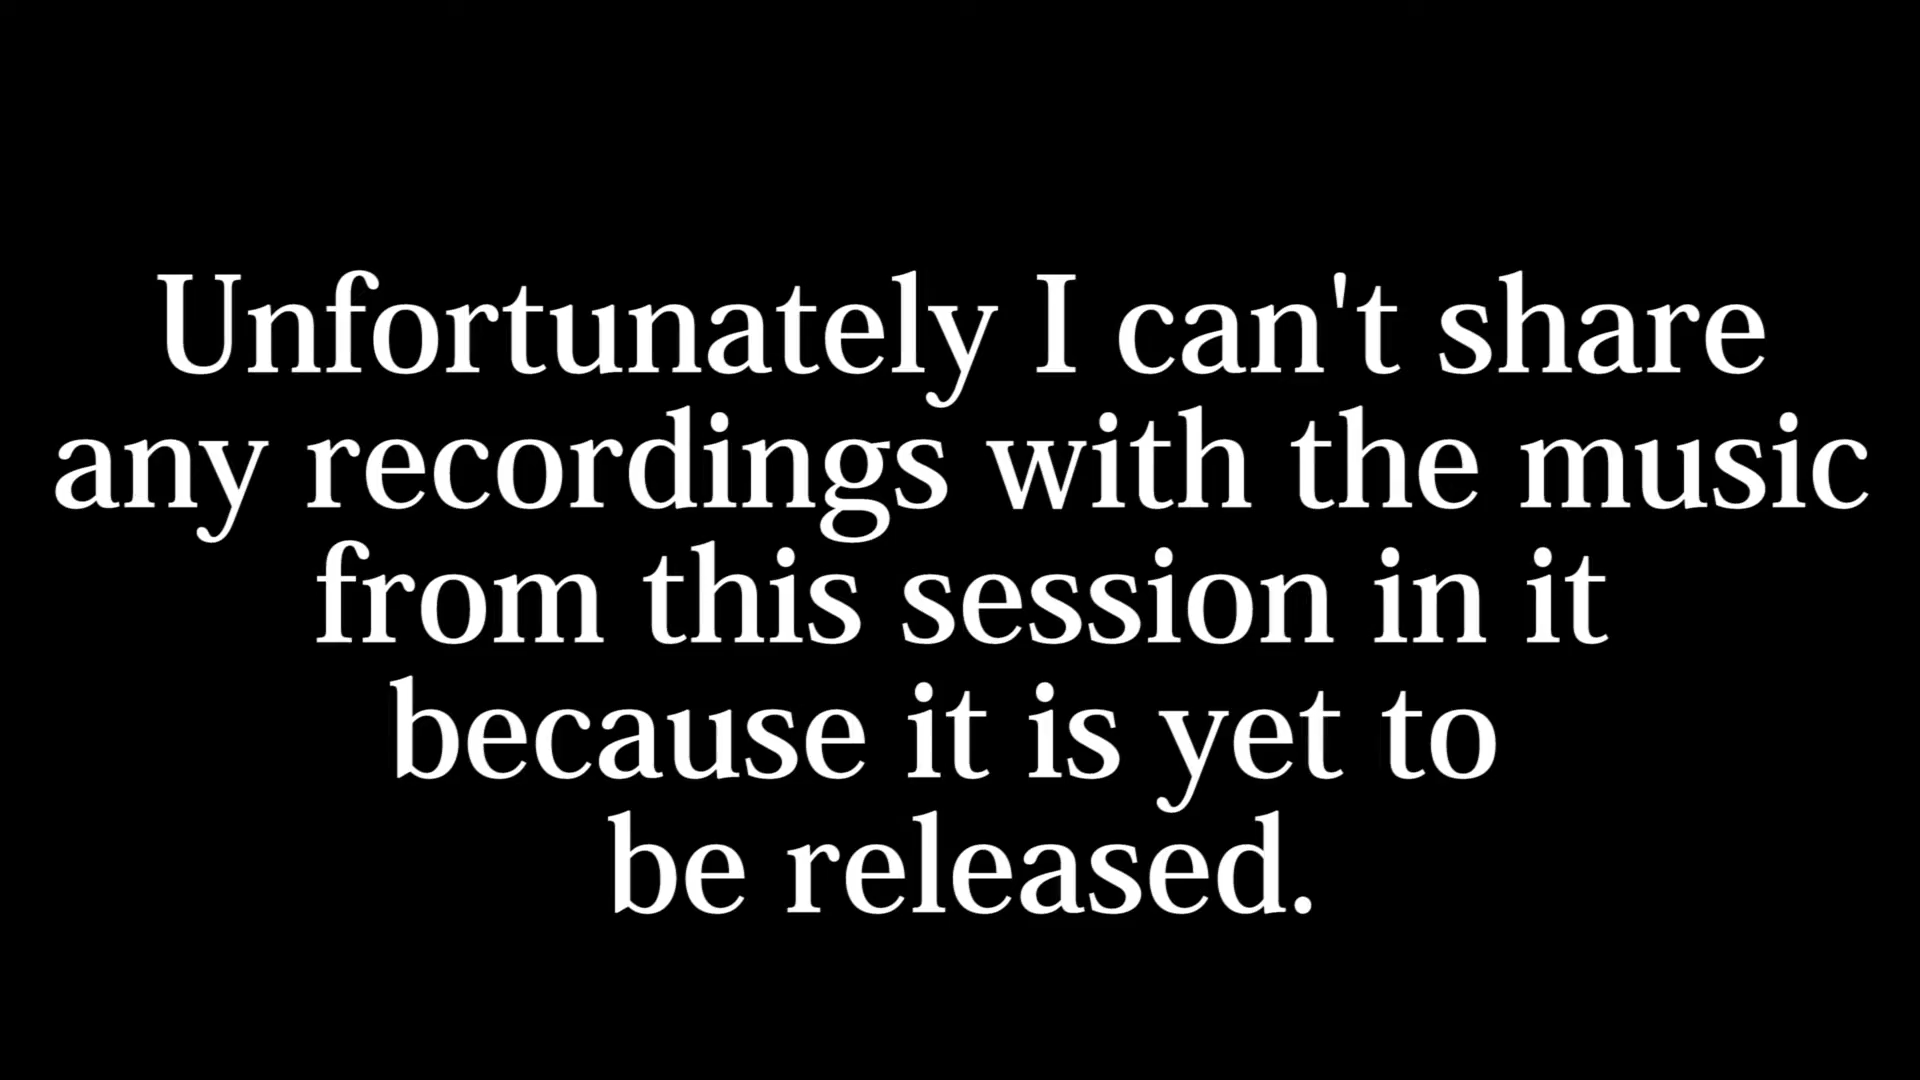 Unfortunately I can't share
any recordings with the music
from this session in it
because it is yet to
be released.